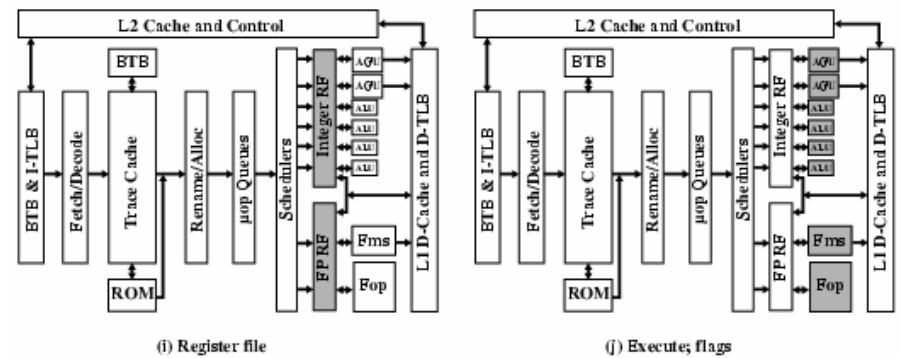 L2 Cache and Control
BTB
BTB & I-TLB
Fetch/Decode
Trace Cache
ROM
Rename/Alloc
μop Queues
Schedulers
Integer RF
FP RF
AGU
AGU
ALU
ALU
ALU
ALU
Fms
Fop
L1 D-Cache and D-TLB
(i) Register file
L2 Cache and Control
BTB
BTB & I-TLB
Fetch/Decode
Trace Cache
ROM
Rename/Alloc
μop Queues
Schedulers
Integer RF
FP RF
AGU
AGU
ALU
ALU
ALU
ALU
Fms
Fop
L1 D-Cache and D-TLB
(j) Execute; flags